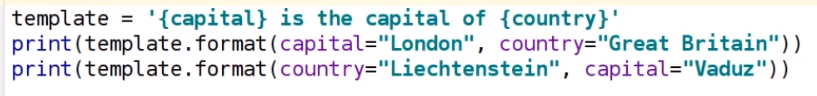 template = '{capital} is the capital of {country}'
print(template.format(capital="London", country="Great Britain"))
print(template.format(country="Liechtenstein", capital="Vaduz"))